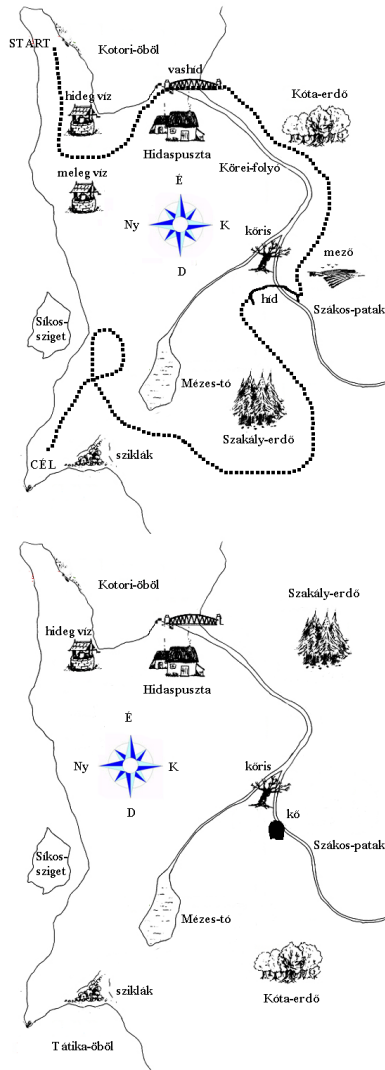 START
Kotori-öböl
vashíd
hideg víz
Kóta-erdő
Hidaspuszta
meleg víz
Körei-folyó
É
Ny
K
D
kőris
mező
híd
Szákos-patak
Síkos-
sziget
Mézes-tó
Szakály-erdő
CÉL
sziklák
Kotori-öböl
Szakály-erdő
hideg víz
Hidaspuszta
É
Ny
K
D
kőris
kő
Szákos-patak
Síkos-
sziget
Mézes-tó
sziklák
Kóta-erdő
Tátika-öböl